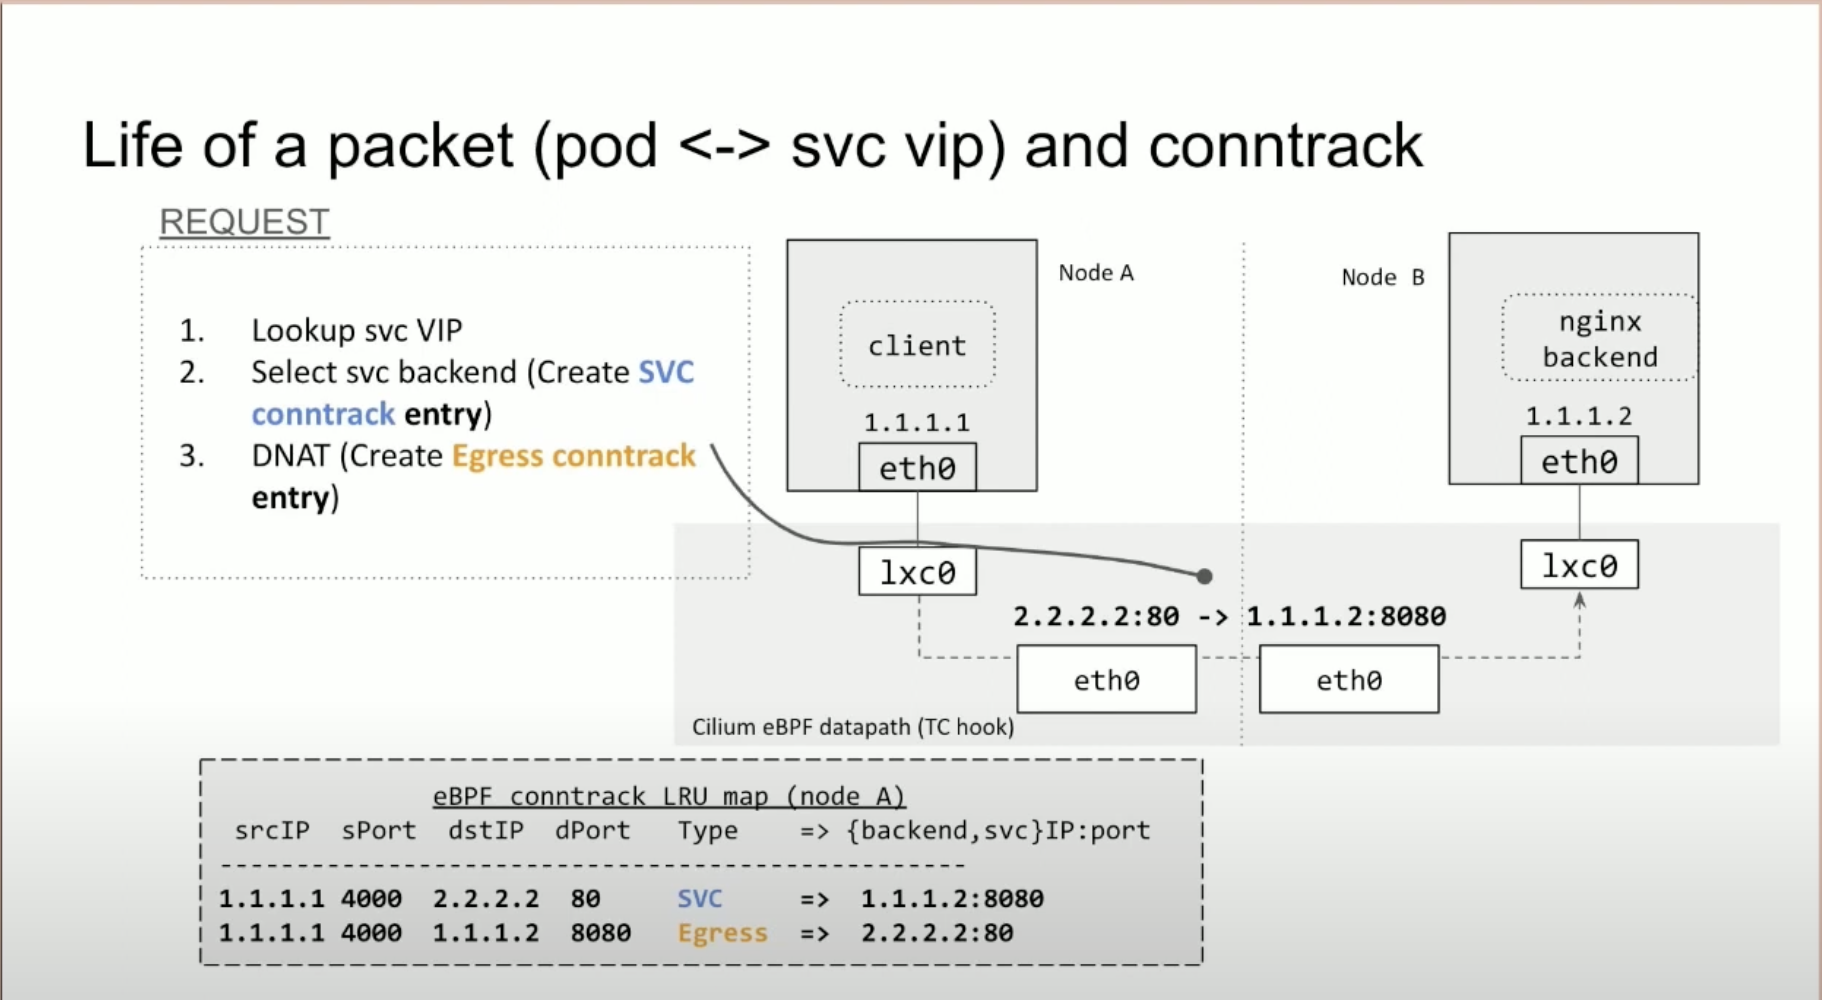 Life of a packet (pod <-> svc vip) and conntrack
REQUEST
1. Lookup svc VIP
2. Select svc backend (Create SVC
conntrack entry)
3. DNAT (Create Egress conntrack
entry)
Node A
client
1.1.1.1
eth0
lxc0
Node B
nginx
backend
1.1.1.2
eth0
lxc0
2.2.2.2:80 -> 1.1.1.2:8080
eth0
eth0
Cilium eBPF datapath (TC hook)
eBPF conntrack LRU map (node A)
srcIP sPort dstIP dPort Type => {backend,svc}IP:port
-------------------------------------------------
1.1.1.1 4000 2.2.2.2 80 SVC => 1.1.1.2:8080
1.1.1.1 4000 1.1.1.2 8080 Egress => 2.2.2.2:80